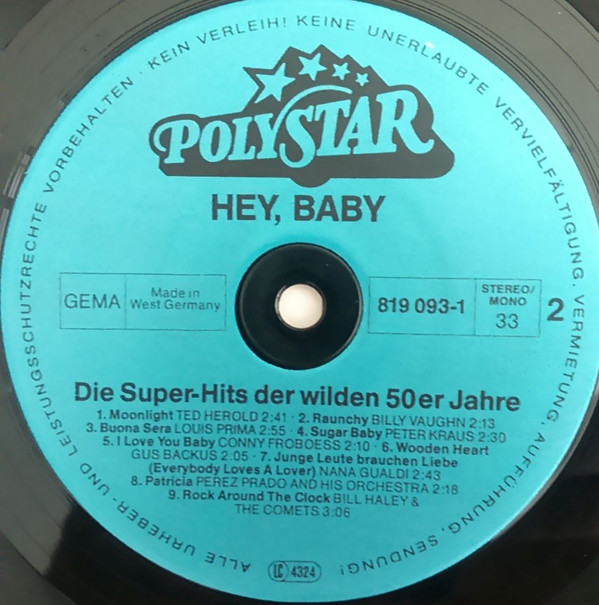 ALLE URHEBER- UND LEISTUNGSSCHUTZRECHTE VORBEHALTEN · KEIN VERLEIH! KEINE UNERLAUBTE VERVIELFÄLTIGUNG, VERMIETUNG, AUFFÜHRUNG, SENDUNG!
POLYSTAR
HEY, BABY
GEMA
Made in
West Germany
819 093-1
STEREO/
MONO
33
2
Die Super-Hits der wilden 50er Jahre
1. Moonlight TED HEROLD 2:41 · 2. Raunchy BILLY VAUGHN 2:13
3. Buona Sera LOUIS PRIMA 2:55 · 4. Sugar Baby PETER KRAUS 2:30
5. I Love You Baby CONNY FROBOESS 2:10 · 6. Wooden Heart
GUS BACKUS 2:05 · 7. Junge Leute brauchen Liebe
(Everybody Loves A Lover) NANA GUALDI 2:43
8. Patricia PEREZ PRADO AND HIS ORCHESTRA 2:18
9. Rock Around The Clock BILL HALEY &
THE COMETS 3:06
LC 4324